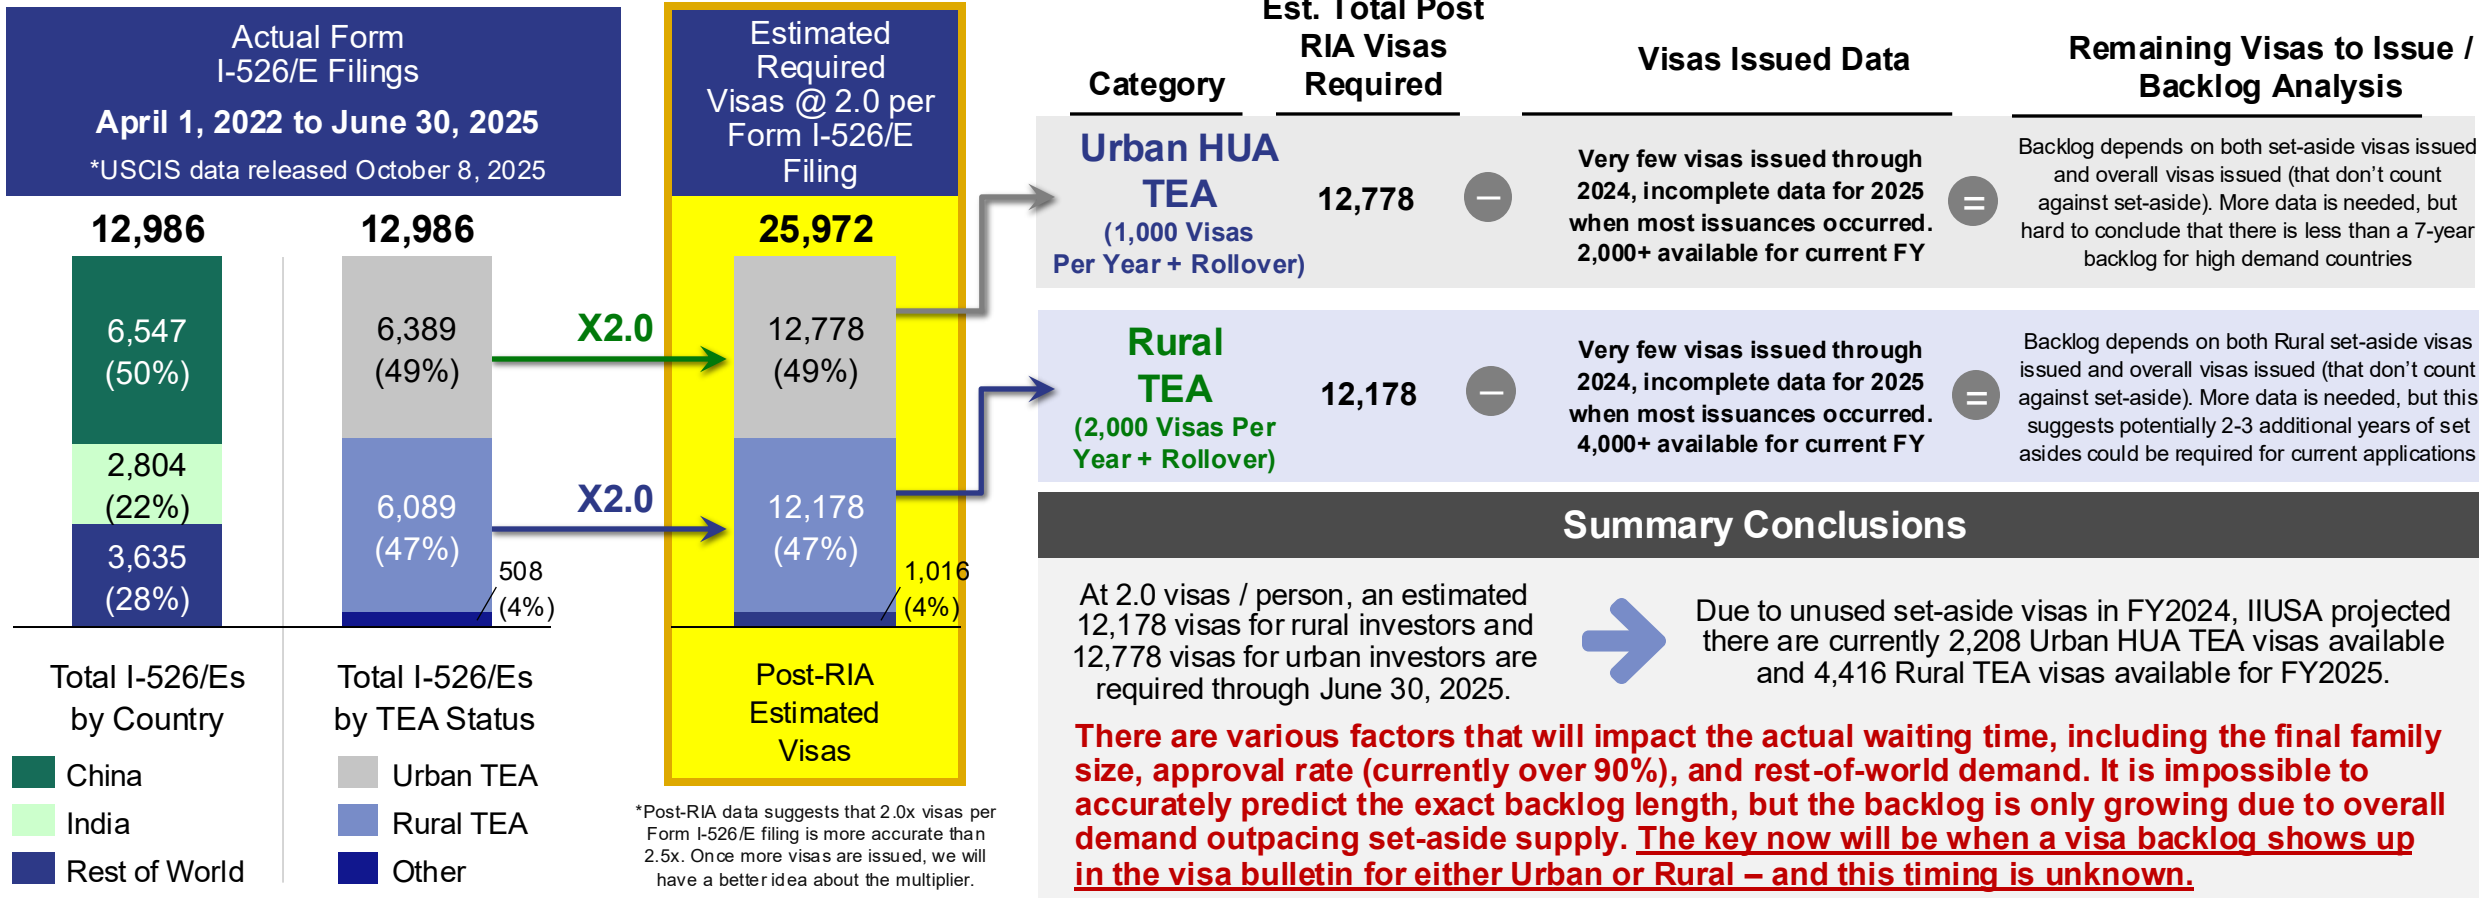 Actual Form
I-526/E Filings
April 1, 2022 to June 30, 2025
*USCIS data released October 8, 2025
12,986
6,547
(50%)
2,804
(22%)
3,635
(28%)
Total I-526/Es
by Country
China
India
Rest of World
12,986
6,389
(49%)
6,089
(47%)
508
(4%)
Total I-526/Es
by TEA Status
Urban TEA
Rural TEA
Other
X2.0
X2.0
Estimated
Required
Visas @ 2.0 per
Form I-526/E
Filing
25,972
12,778
(49%)
12,178
(47%)
1,016
(4%)
Post-RIA
Estimated
Visas
*Post-RIA data suggests that 2.0x visas per
Form I-526/E filing is more accurate than
2.5x. Once more visas are issued, we will
have a better idea about the multiplier.
Category
Est. Total Post
RIA Visas
Required
Visas Issued Data
Remaining Visas to Issue /
Backlog Analysis
Urban HUA
TEA
(1,000 Visas
Per Year + Rollover)
12,778
–
Very few visas issued through
2024, incomplete data for 2025
when most issuances occurred.
2,000+ available for current FY
=
Backlog depends on both set-aside visas issued
and overall visas issued (that don't count
against set-aside). More data is needed, but
hard to conclude that there is less than a 7-year
backlog for high demand countries
Rural
TEA
(2,000 Visas Per
Year + Rollover)
12,178
–
Very few visas issued through
2024, incomplete data for 2025
when most issuances occurred.
4,000+ available for current FY
=
Backlog depends on both Rural set-aside visas
issued and overall visas issued (that don't count
against set-aside). More data is needed, but this
suggests potentially 2-3 additional years of set
asides could be required for current applications
Summary Conclusions
At 2.0 visas / person, an estimated
12,178 visas for rural investors and
12,778 visas for urban investors are
required through June 30, 2025.
Due to unused set-aside visas in FY2024, IIUSA projected
there are currently 2,208 Urban HUA TEA visas available
and 4,416 Rural TEA visas available for FY2025.
There are various factors that will impact the actual waiting time, including the final family
size, approval rate (currently over 90%), and rest-of-world demand. It is impossible to
accurately predict the exact backlog length, but the backlog is only growing due to overall
demand outpacing set-aside supply. The key now will be when a visa backlog shows up
in the visa bulletin for either Urban or Rural – and this timing is unknown.